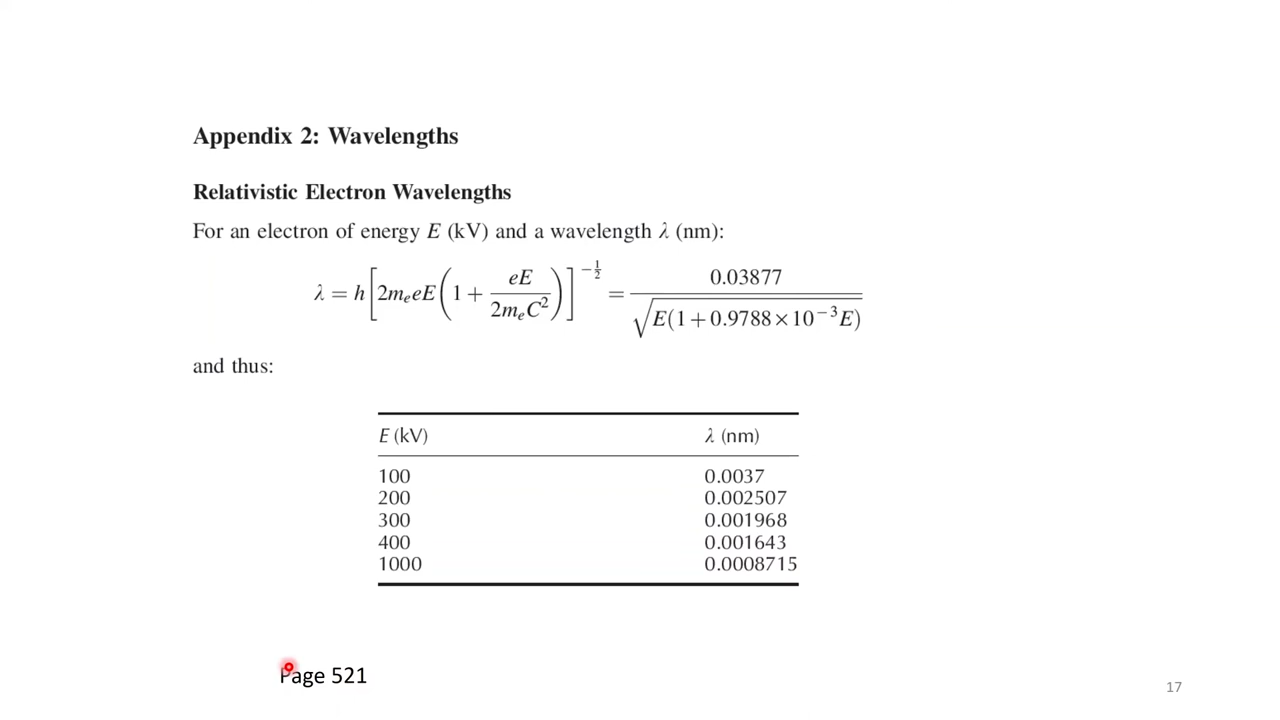 Appendix 2: Wavelengths
Relativistic Electron Wavelengths
For an electron of energy E (kV) and a wavelength λ (nm):
λ = h[2mₑeE(1 + eE/2mₑC²)]^(−1/2) = 0.03877/√(E(1 + 0.9788 × 10⁻³E))
and thus:
E (kV) λ (nm)
100 0.0037
200 0.002507
300 0.001968
400 0.001643
1000 0.0008715
Page 521
17